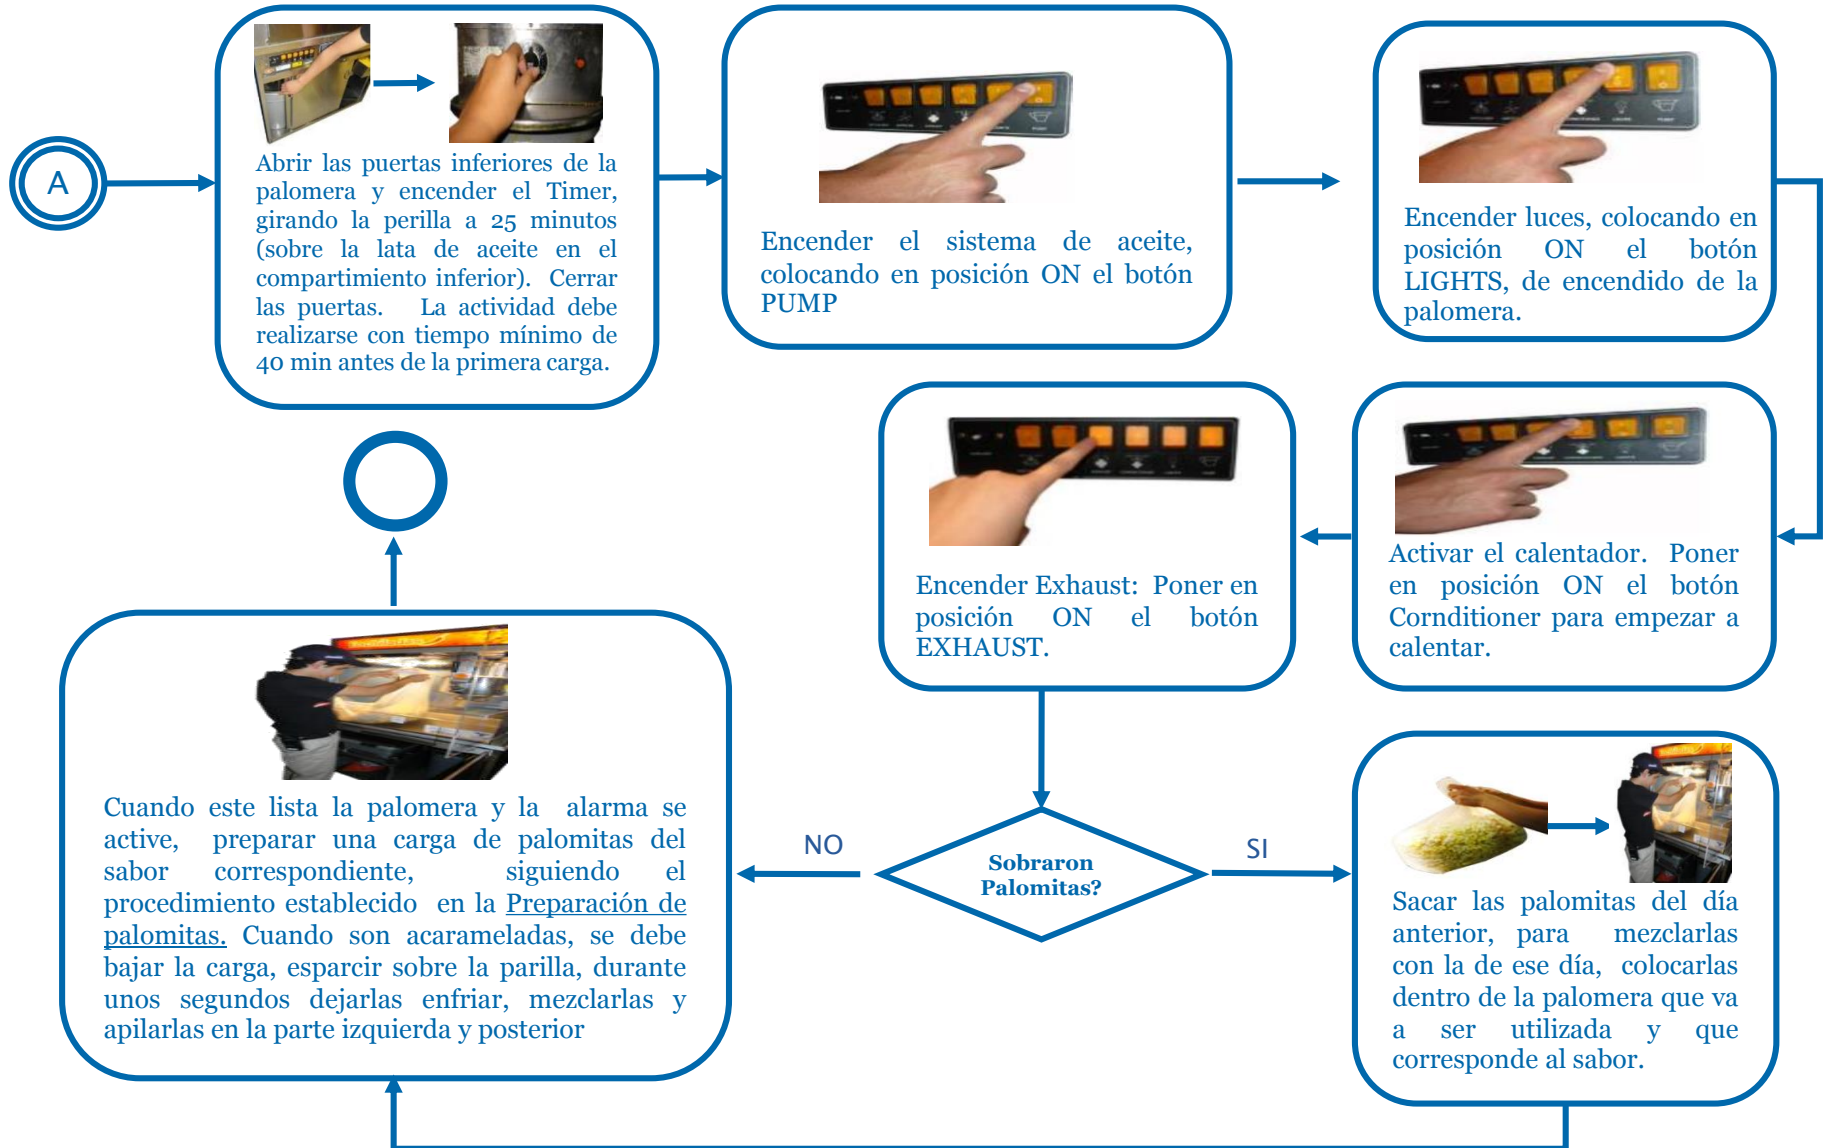 A
Abrir las puertas inferiores de la
palomera y encender el Timer,
girando la perilla a 25 minutos
(sobre la lata de aceite en el
compartimiento inferior). Cerrar
las puertas. La actividad debe
realizarse con tiempo mínimo de
40 min antes de la primera carga.
Encender el sistema de aceite,
colocando en posición ON el botón
PUMP
Encender luces, colocando en
posición ON el botón
LIGHTS, de encendido de la
palomera.
Activar el calentador. Poner
en posición ON el botón
Cornditioner para empezar a
calentar.
Encender Exhaust: Poner en
posición ON el botón
EXHAUST.
Sobraron
Palomitas?
NO
SI
Cuando este lista la palomera y la alarma se
active, preparar una carga de palomitas del
sabor correspondiente, siguiendo el
procedimiento establecido en la Preparación de
palomitas. Cuando son acarameladas, se debe
bajar la carga, esparcir sobre la parilla, durante
unos segundos dejarlas enfriar, mezclarlas y
apilarlas en la parte izquierda y posterior
Sacar las palomitas del día
anterior, para mezclarlas
con la de ese día, colocarlas
dentro de la palomera que va
a ser utilizada y que
corresponde al sabor.